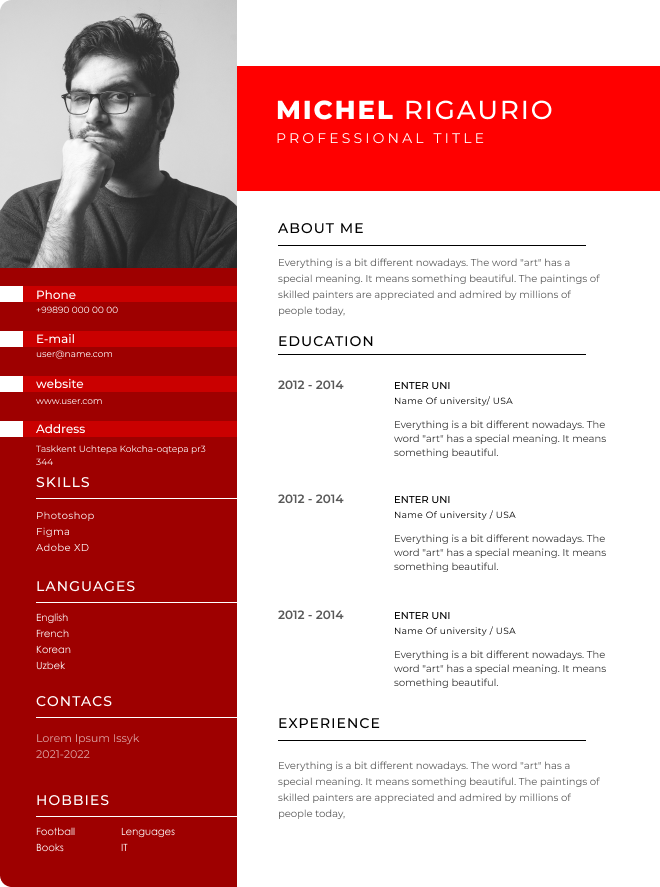 MICHEL RIGAURIO
PROFESSIONAL TITLE
Phone
+99890 000 00 00
E-mail
user@name.com
website
www.user.com
Address
Taskkent Uchtepa Kokcha-oqtepa pr3
344
SKILLS
Photoshop
Figma
Adobe XD
LANGUAGES
English
French
Korean
Uzbek
CONTACS
Lorem Ipsum Issyk
2021-2022
HOBBIES
Football Lenguages
Books IT
ABOUT ME
Everything is a bit different nowadays. The word "art" has a
special meaning. It means something beautiful. The paintings of
skilled painters are appreciated and admired by millions of
people today,
EDUCATION
2012 - 2014 ENTER UNI
Name Of university/ USA
Everything is a bit different nowadays. The
word "art" has a special meaning. It means
something beautiful.
2012 - 2014 ENTER UNI
Name Of university / USA
Everything is a bit different nowadays. The
word "art" has a special meaning. It means
something beautiful.
2012 - 2014 ENTER UNI
Name Of university / USA
Everything is a bit different nowadays. The
word "art" has a special meaning. It means
something beautiful.
EXPERIENCE
Everything is a bit different nowadays. The word "art" has a
special meaning. It means something beautiful. The paintings of
skilled painters are appreciated and admired by millions of
people today,